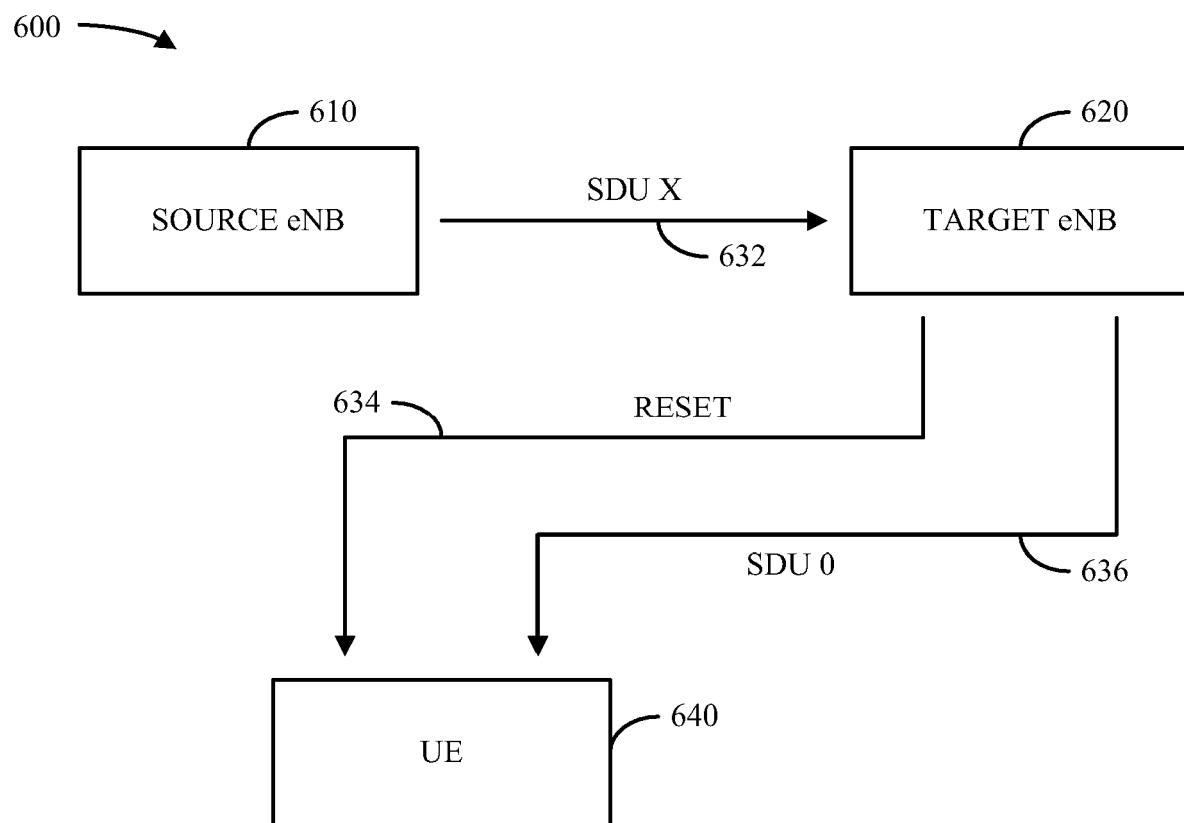 600
610
620
SOURCE eNB
SDU X
TARGET eNB
632
634
RESET
SDU 0
636
640
UE